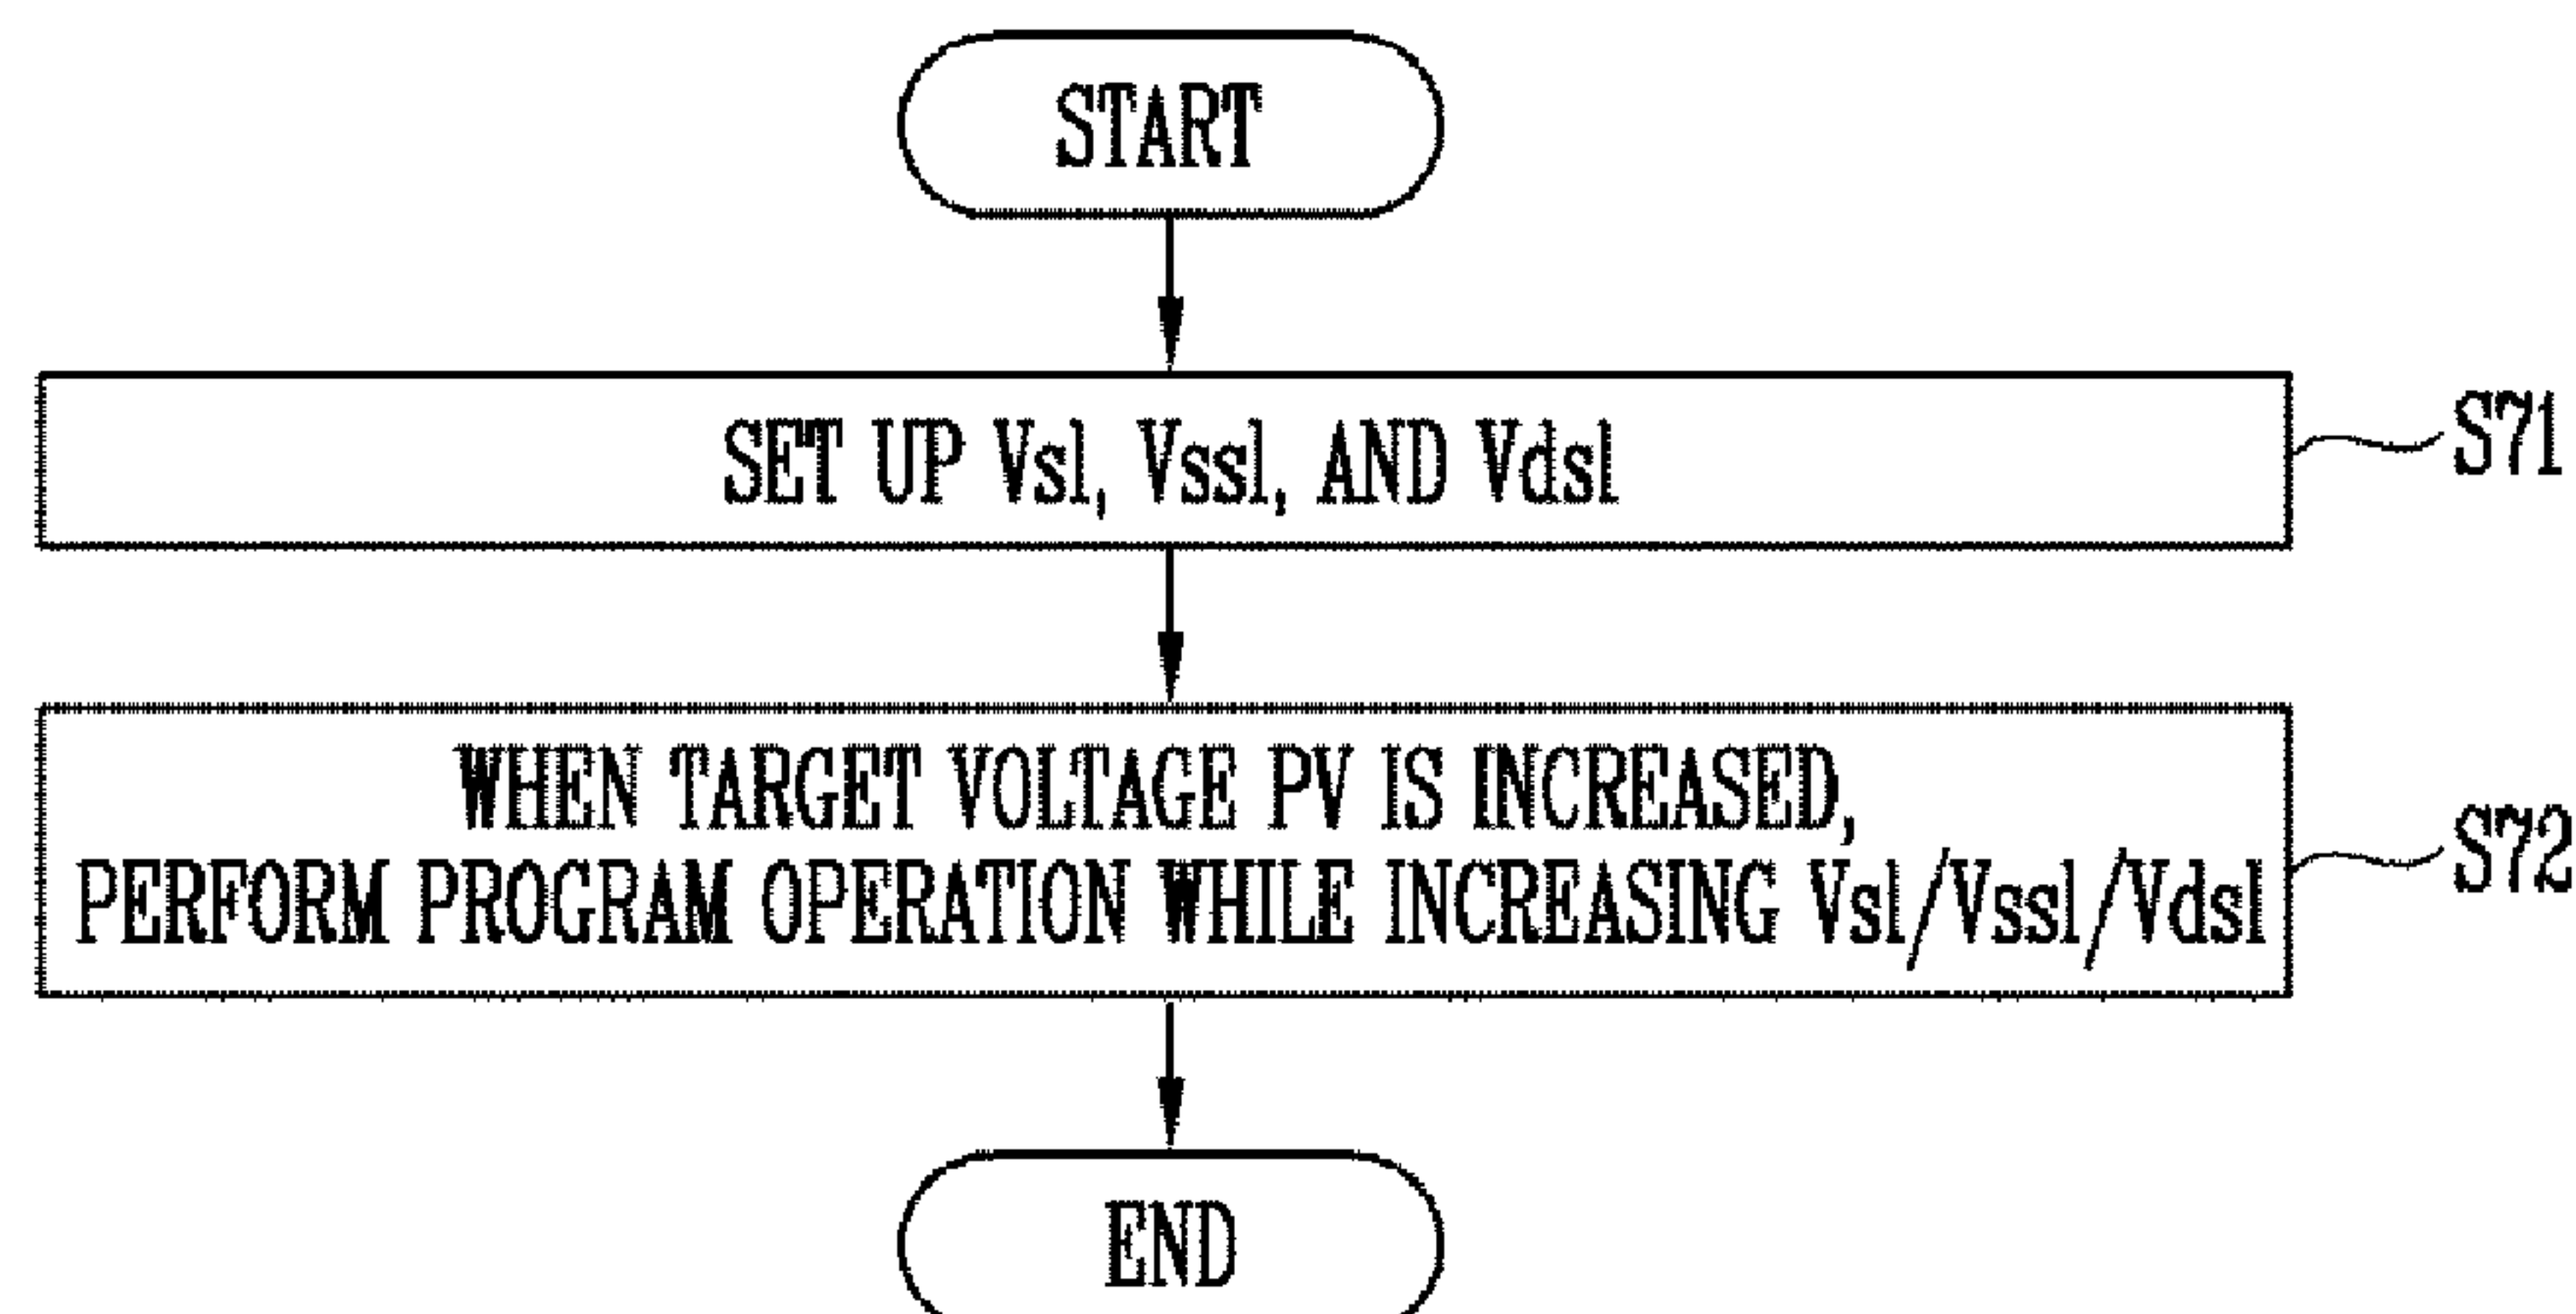 START
SET UP Vsl, Vssl, AND Vdsl
S71
WHEN TARGET VOLTAGE PV IS INCREASED,
PERFORM PROGRAM OPERATION WHILE INCREASING Vsl/Vssl/Vdsl
S72
END